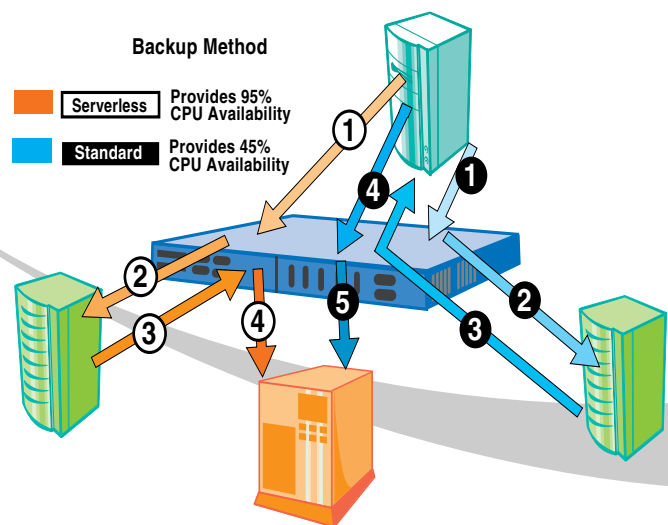 Backup Method
Serverless
Provides 95%
CPU Availability
Standard
Provides 45%
CPU Availability
1
4
1
2
3
4
5
3
2